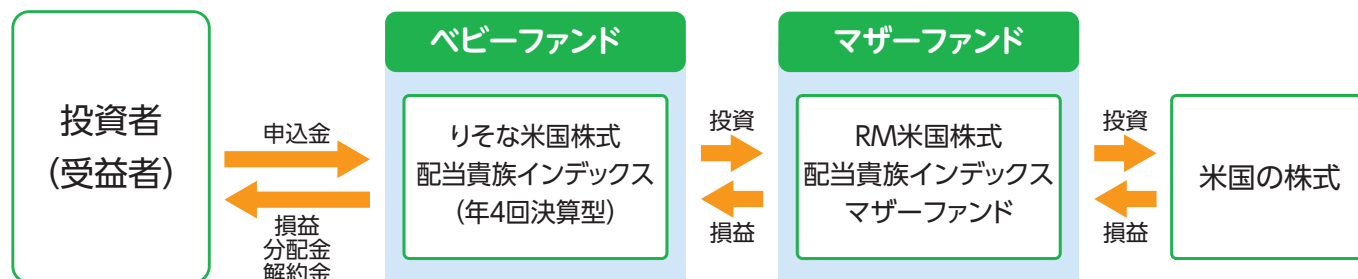 ベビーファンド
マザーファンド
投資者
(受益者)
申込金
損益
分配金
解約金
りそな米国株式
配当貴族インデックス
(年4回決算型)
投資
損益
RM米国株式
配当貴族インデックス
マザーファンド
投資
損益
米国の株式